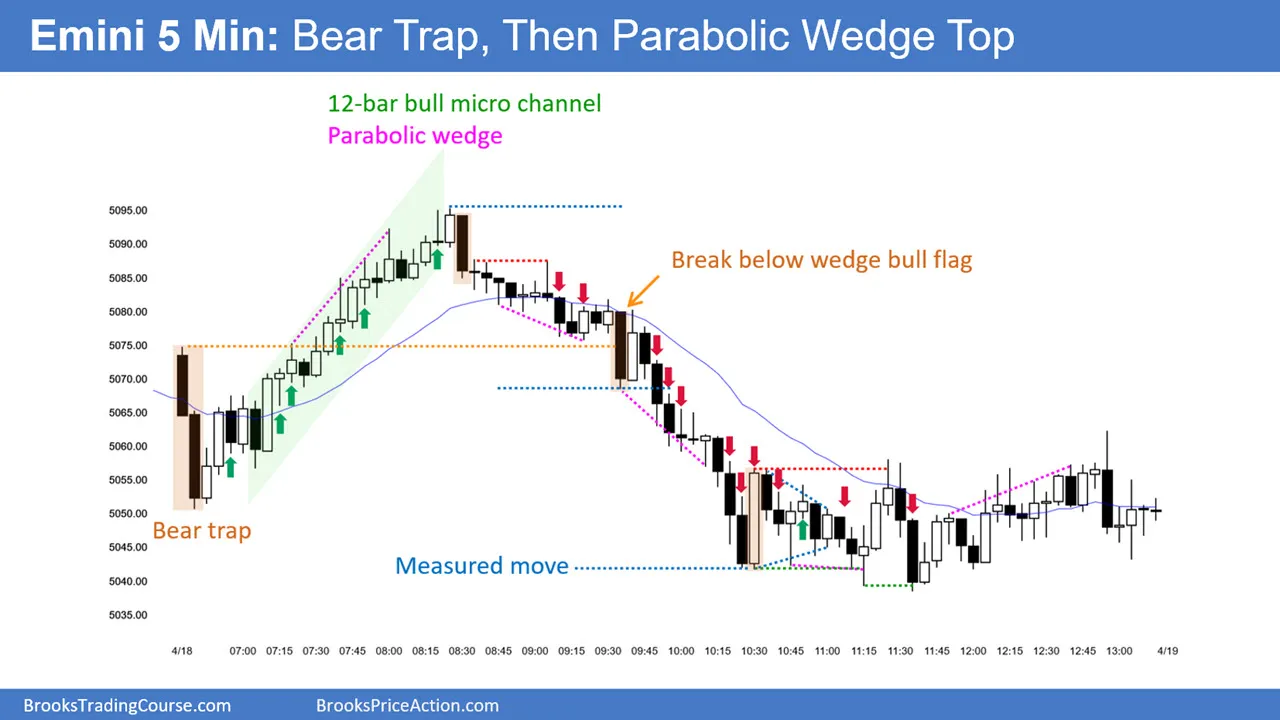 Emini 5 Min: Bear Trap, Then Parabolic Wedge Top
12-bar bull micro channel
Parabolic wedge
Break below wedge bull flag
Bear trap
Measured move
5095.00
5090.00
5085.00
5080.00
5075.00
5070.00
5065.00
5060.00
5055.00
5050.00
5045.00
5040.00
5035.00
4/18 07:00 07:15 07:30 07:45 08:00 08:15 08:30 08:45 09:00 09:15 09:30 09:45 10:00 10:15 10:30 10:45 11:00 11:15 11:30 11:45 12:00 12:15 12:30 12:45 13:00 4/19
BrooksTradingCourse.com BrooksPriceAction.com